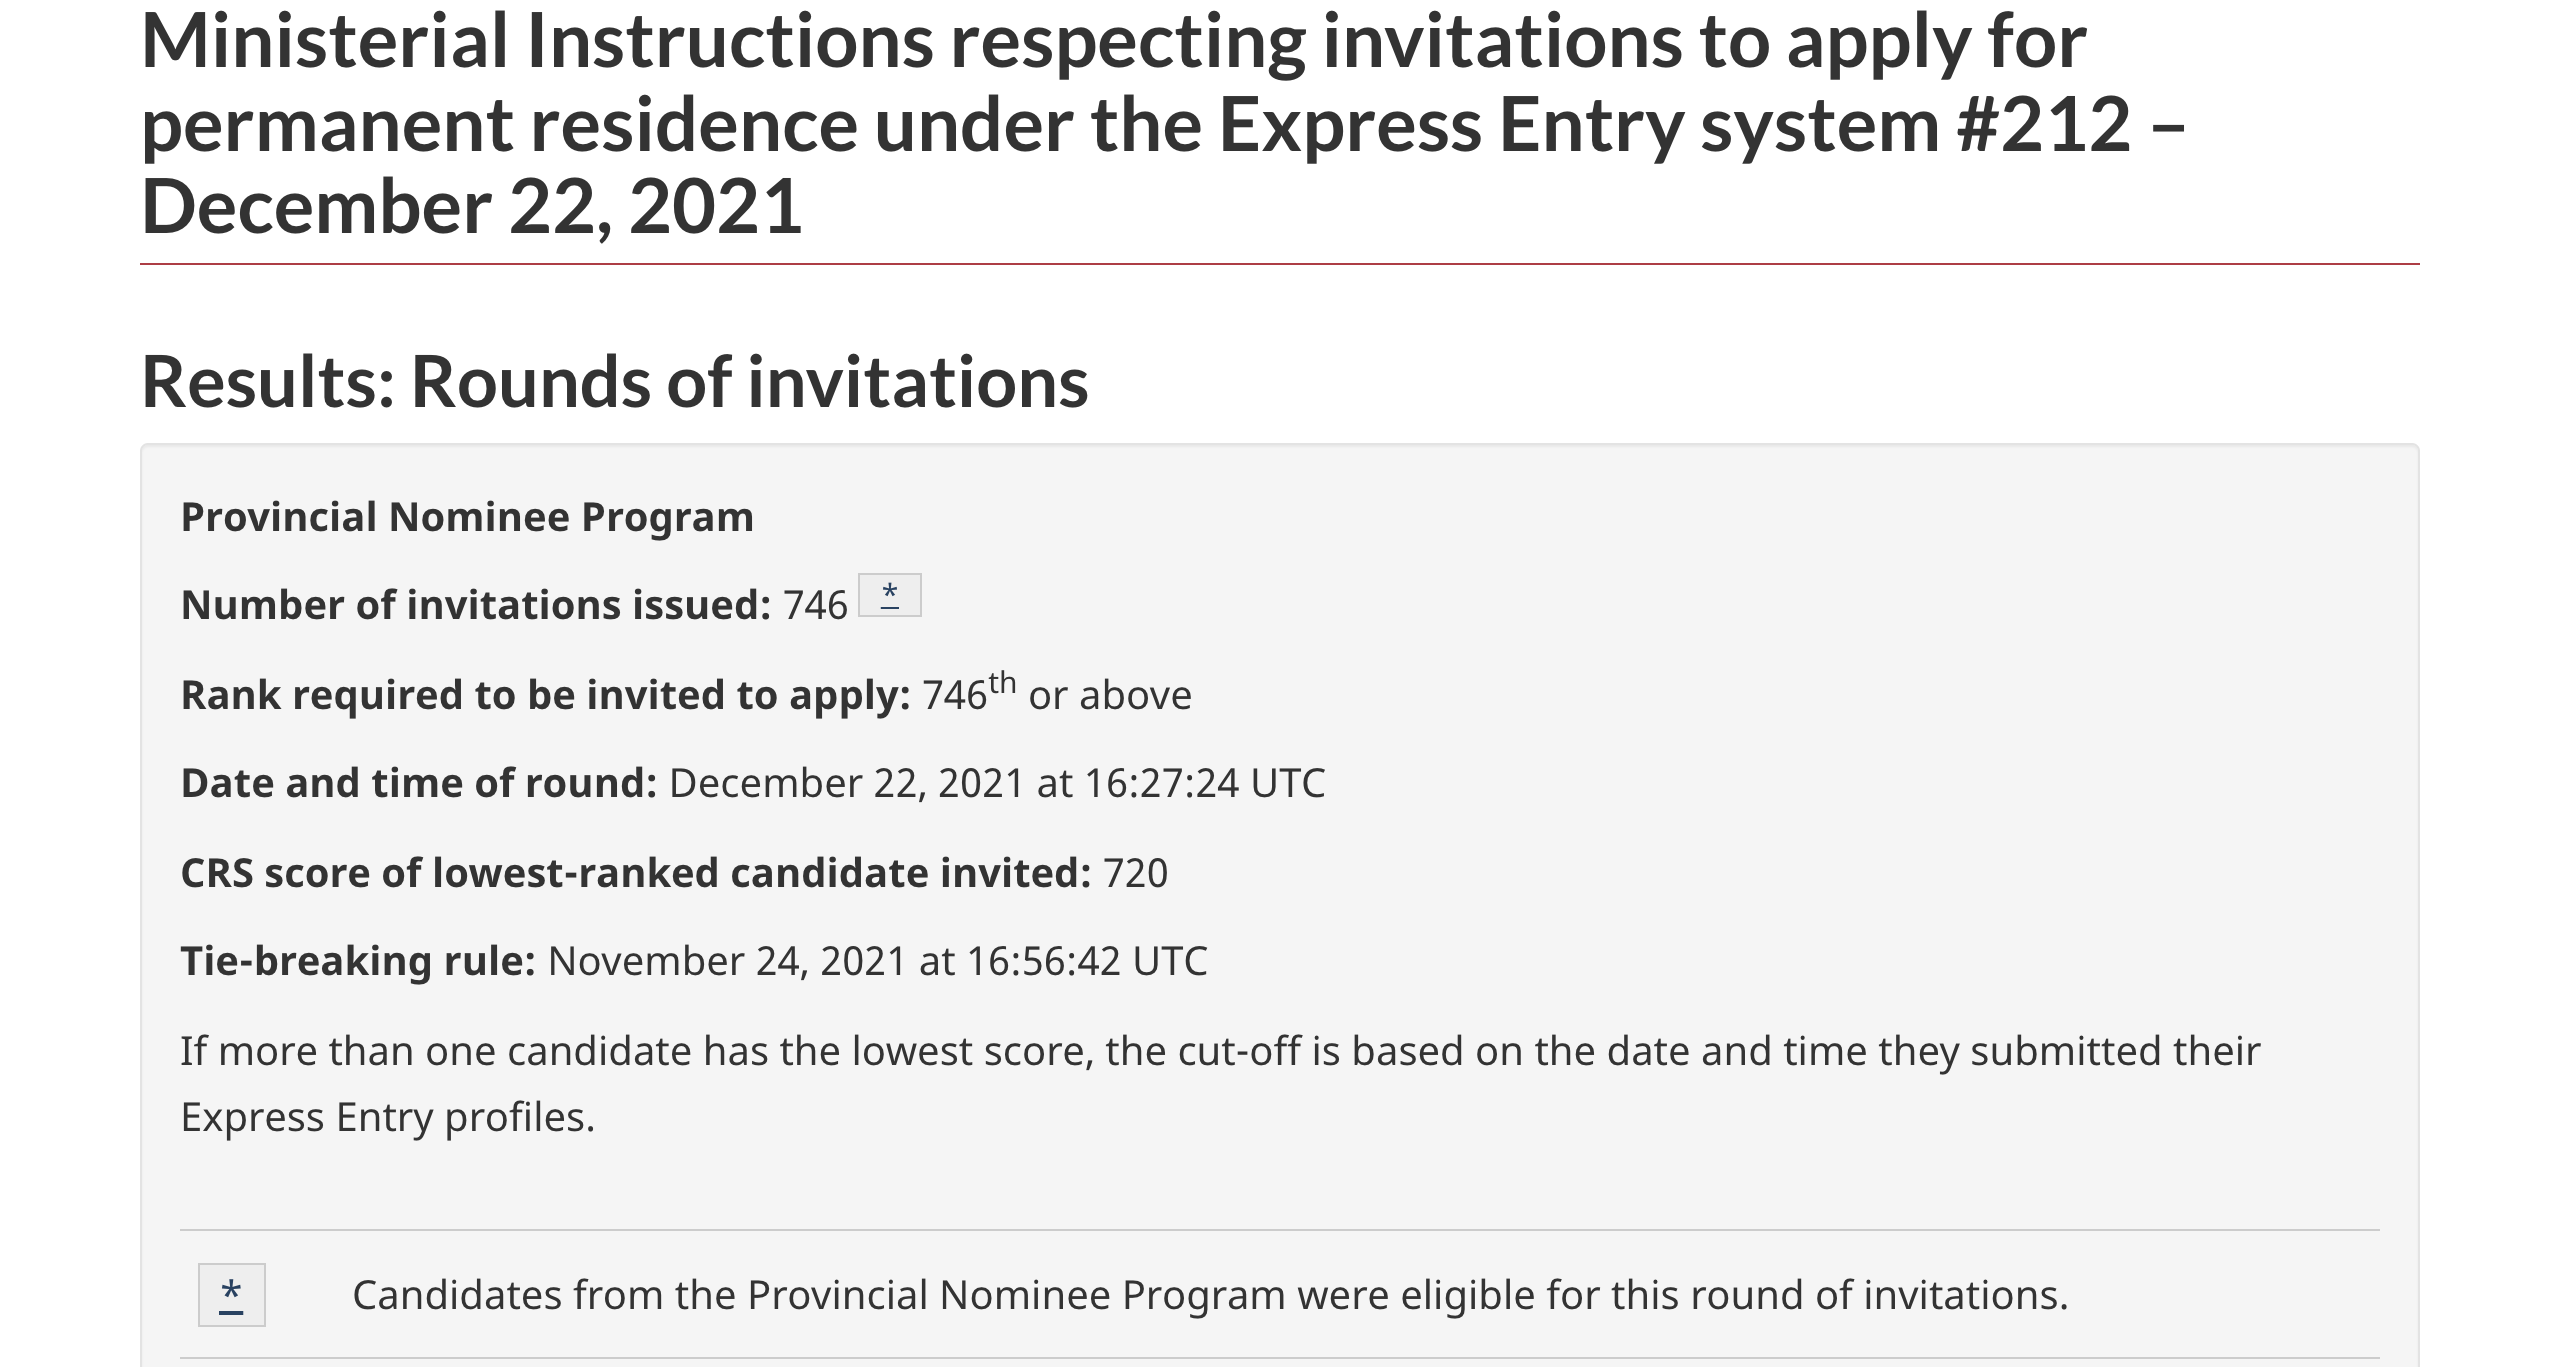 Ministerial Instructions respecting invitations to apply for
permanent residence under the Express Entry system #212 –
December 22, 2021
Results: Rounds of invitations
Provincial Nominee Program
Number of invitations issued: 746 *
Rank required to be invited to apply: 746th or above
Date and time of round: December 22, 2021 at 16:27:24 UTC
CRS score of lowest-ranked candidate invited: 720
Tie-breaking rule: November 24, 2021 at 16:56:42 UTC
If more than one candidate has the lowest score, the cut-off is based on the date and time they submitted their
Express Entry profiles.
* Candidates from the Provincial Nominee Program were eligible for this round of invitations.